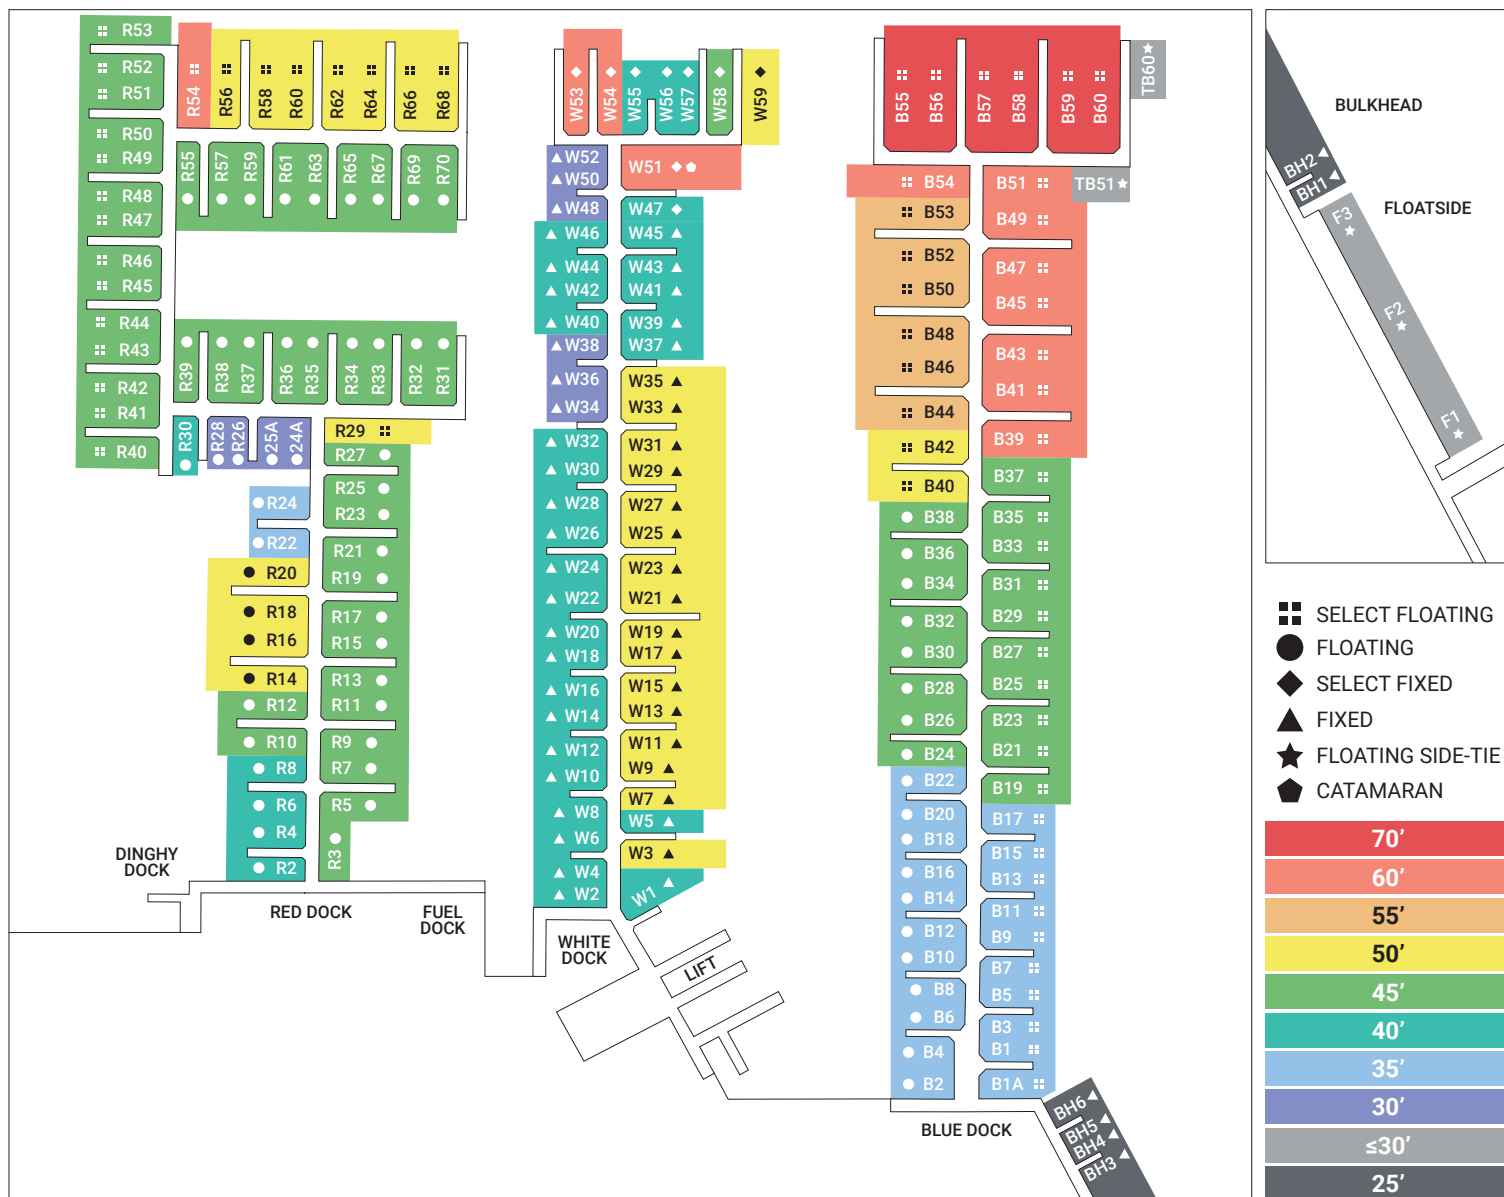 R53
R52
R51
R50
R49
R48
R47
R46
R45
R44
R43
R42
R41
R40
R54
R56
R58
R60
R62
R64
R66
R68
R55
R57
R59
R61
R63
R65
R67
R69
R70
R39
R38
R37
R36
R35
R34
R33
R32
R31
R30
R28
R26
25A
24A
R29
R27
R25
R23
R21
R19
R17
R15
R13
R11
R9
R7
R5
R3
R24
R22
R20
R18
R16
R14
R12
R10
R8
R6
R4
R2
DINGHY
DOCK
RED DOCK
FUEL
DOCK
W53
W54
W55
W56
W57
W58
W59
W52
W50
W48
W46
W44
W42
W40
W38
W36
W34
W32
W30
W28
W26
W24
W22
W20
W18
W16
W14
W12
W10
W8
W6
W4
W2
W51
W47
W45
W43
W41
W39
W37
W35
W33
W31
W29
W27
W25
W23
W21
W19
W17
W15
W13
W11
W9
W7
W5
W3
W1
WHITE
DOCK
LIFT
B55
B56
B57
B58
B59
B60
TB60
B54
B53
B52
B50
B48
B46
B44
B42
B40
B38
B36
B34
B32
B30
B28
B26
B24
B22
B20
B18
B16
B14
B12
B10
B8
B6
B4
B2
B51
TB51
B49
B47
B45
B43
B41
B39
B37
B35
B33
B31
B29
B27
B25
B23
B21
B19
B17
B15
B13
B11
B9
B7
B5
B3
B1
B1A
BLUE DOCK
BH6
BH5
BH4
BH3
BULKHEAD
BH2
BH1
FLOATSIDE
F3
F2
F1
SELECT FLOATING
FLOATING
SELECT FIXED
FIXED
FLOATING SIDE-TIE
CATAMARAN
70’
60’
55’
50’
45’
40’
35’
30’
≤30’
25’